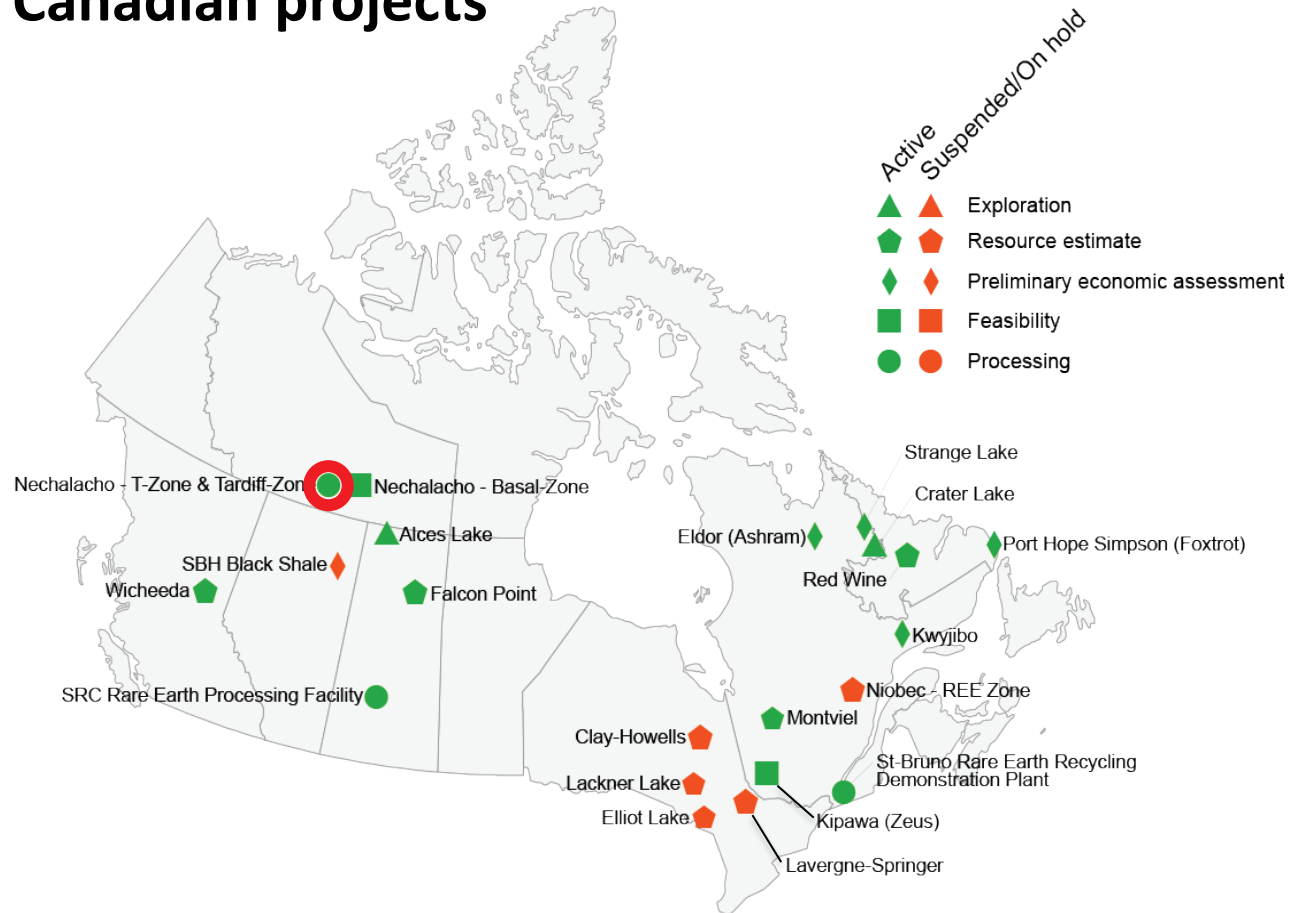 Canadian projects
Active
Suspended/On hold
Exploration
Resource estimate
Preliminary economic assessment
Feasibility
Processing
Strange Lake
Crater Lake
Nechalacho - T-Zone & Tardiff-Zon
Nechalacho - Basal-Zone
Alces Lake
Eldor (Ashram)
Port Hope Simpson (Foxtrot)
SBH Black Shale
Red Wine
Wicheeda
Falcon Point
Kwyjibo
SRC Rare Earth Processing Facility
Niobec - REE Zone
Montviel
Clay-Howells
St-Bruno Rare Earth Recycling
Demonstration Plant
Lackner Lake
Elliot Lake
Kipawa (Zeus)
Lavergne-Springer